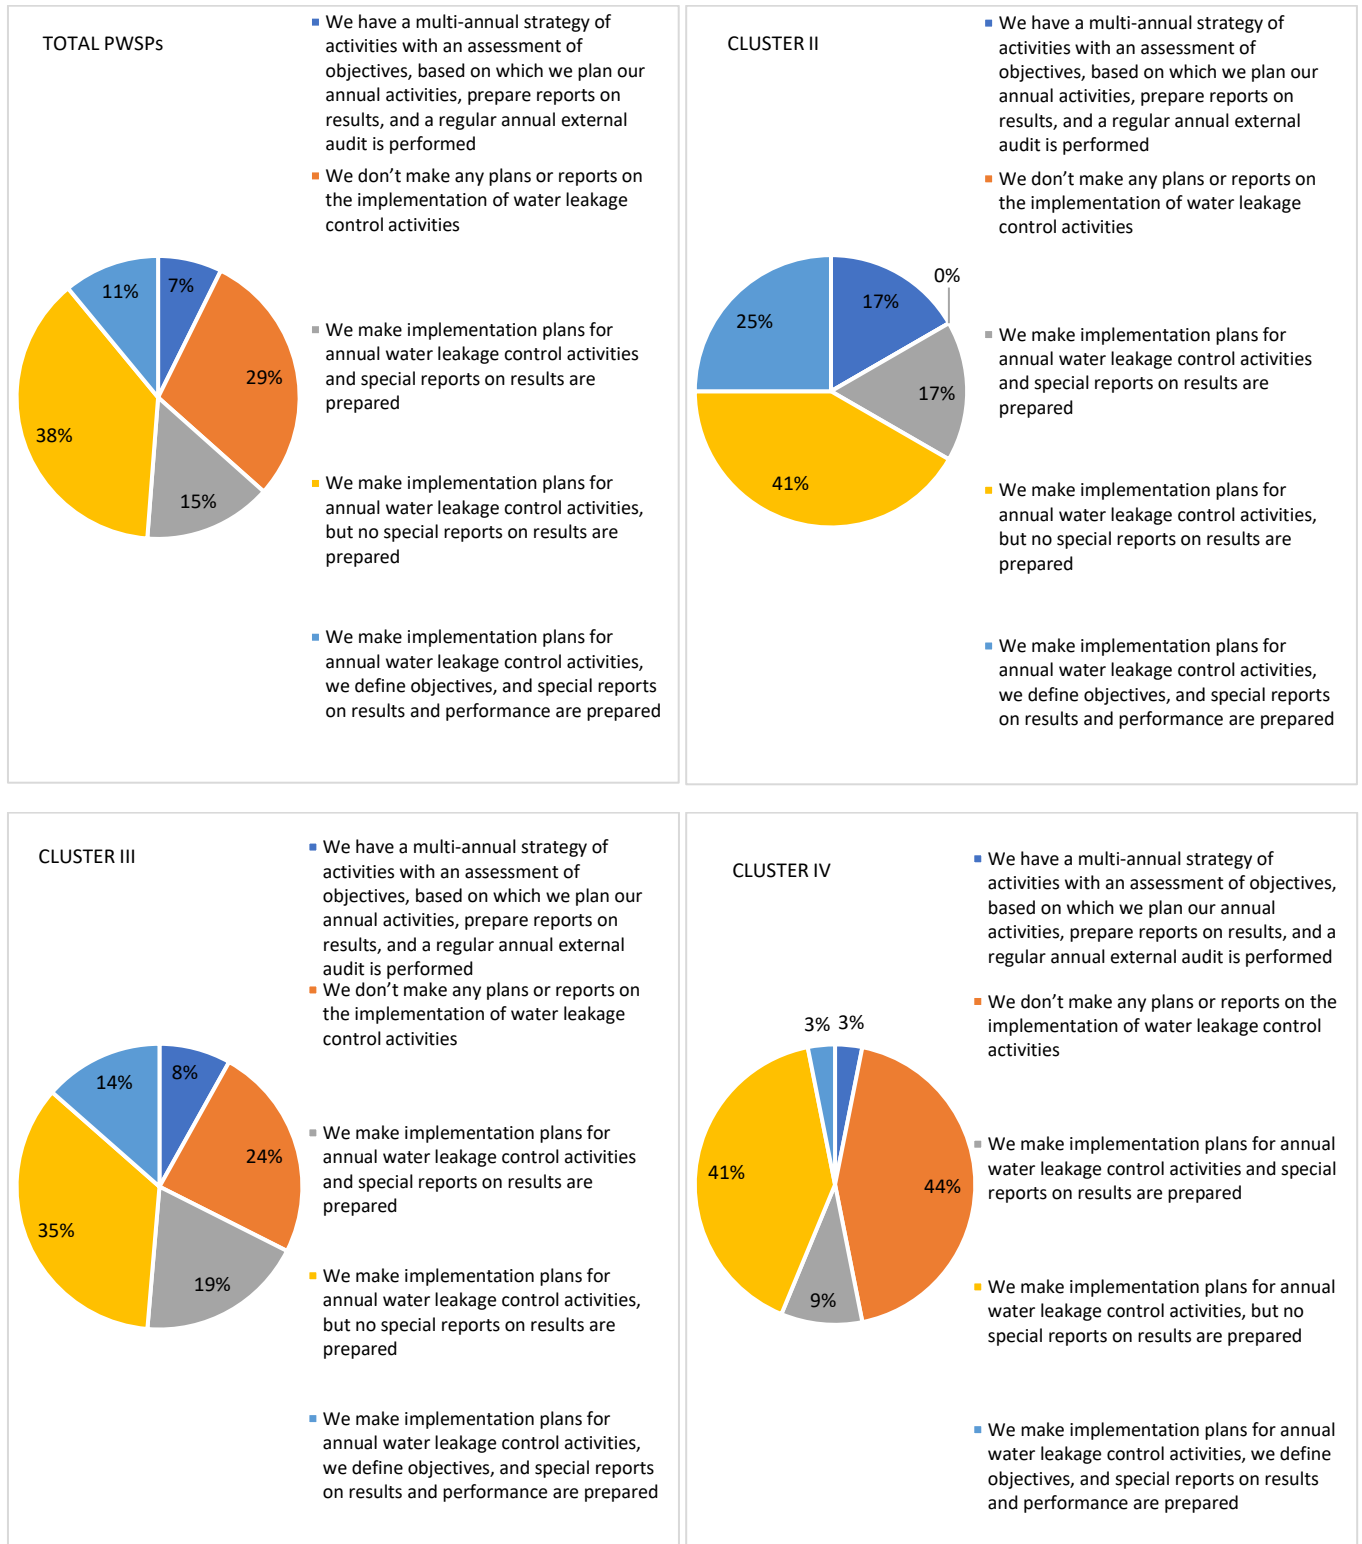 TOTAL PWSPs
We have a multi-annual strategy of
activities with an assessment of
objectives, based on which we plan our
annual activities, prepare reports on
results, and a regular annual external
audit is performed
We don’t make any plans or reports on
the implementation of water leakage
control activities
We make implementation plans for
annual water leakage control activities
and special reports on results are
prepared
We make implementation plans for
annual water leakage control activities,
but no special reports on results are
prepared
We make implementation plans for
annual water leakage control activities,
we define objectives, and special reports
on results and performance are prepared
7%
29%
15%
38%
11%
CLUSTER II
We have a multi-annual strategy of
activities with an assessment of
objectives, based on which we plan our
annual activities, prepare reports on
results, and a regular annual external
audit is performed
We don’t make any plans or reports on
the implementation of water leakage
control activities
We make implementation plans for
annual water leakage control activities
and special reports on results are
prepared
We make implementation plans for
annual water leakage control activities,
but no special reports on results are
prepared
We make implementation plans for
annual water leakage control activities,
we define objectives, and special reports
on results and performance are prepared
17%
0%
17%
41%
25%
CLUSTER III
We have a multi-annual strategy of
activities with an assessment of
objectives, based on which we plan our
annual activities, prepare reports on
results, and a regular annual external
audit is performed
We don’t make any plans or reports on
the implementation of water leakage
control activities
We make implementation plans for
annual water leakage control activities
and special reports on results are
prepared
We make implementation plans for
annual water leakage control activities,
but no special reports on results are
prepared
We make implementation plans for
annual water leakage control activities,
we define objectives, and special reports
on results and performance are prepared
8%
24%
19%
35%
14%
CLUSTER IV
We have a multi-annual strategy of
activities with an assessment of objectives,
based on which we plan our annual
activities, prepare reports on results, and a
regular annual external audit is performed
We don’t make any plans or reports on the
implementation of water leakage control
activities
We make implementation plans for annual
water leakage control activities and special
reports on results are prepared
We make implementation plans for annual
water leakage control activities, but no
special reports on results are prepared
We make implementation plans for annual
water leakage control activities, we define
objectives, and special reports on results
and performance are prepared
3%
3%
44%
9%
41%